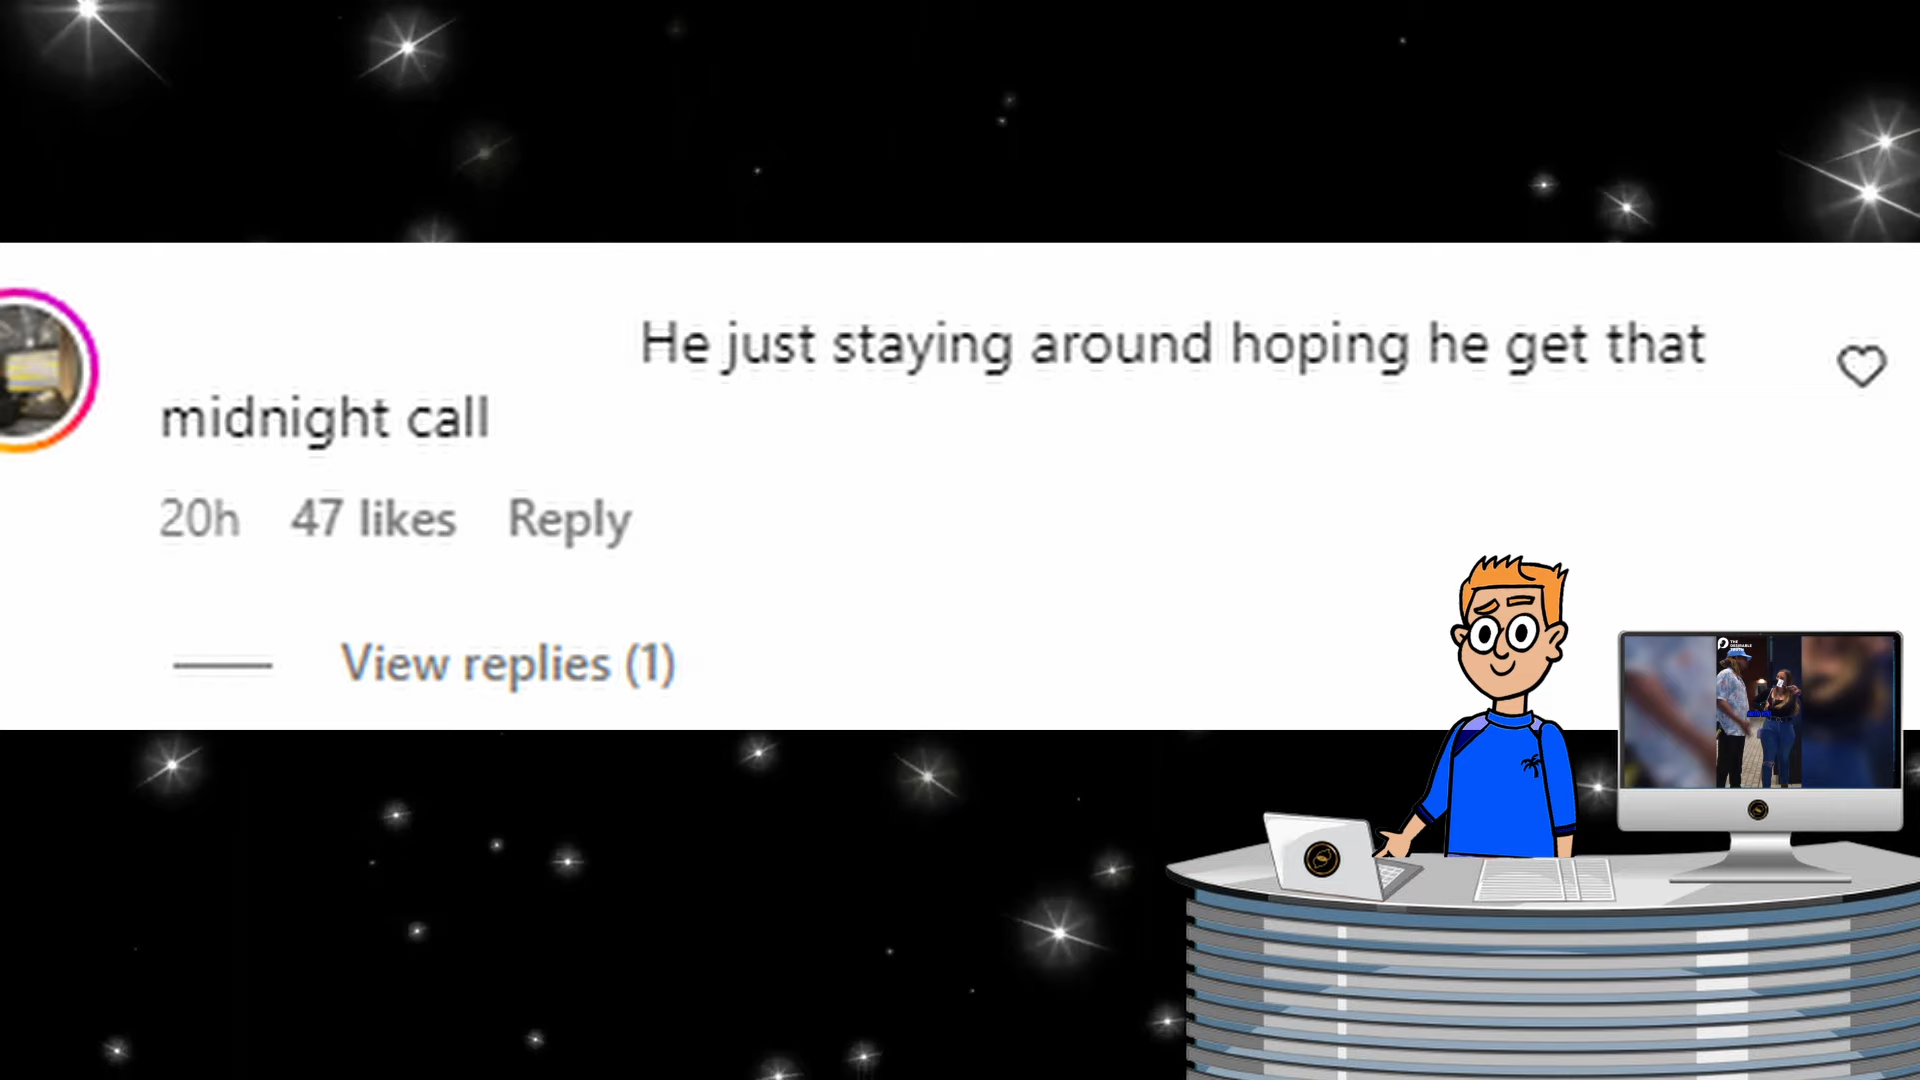 He just staying around hoping he get that
midnight call
20h 47 likes Reply
View replies (1)